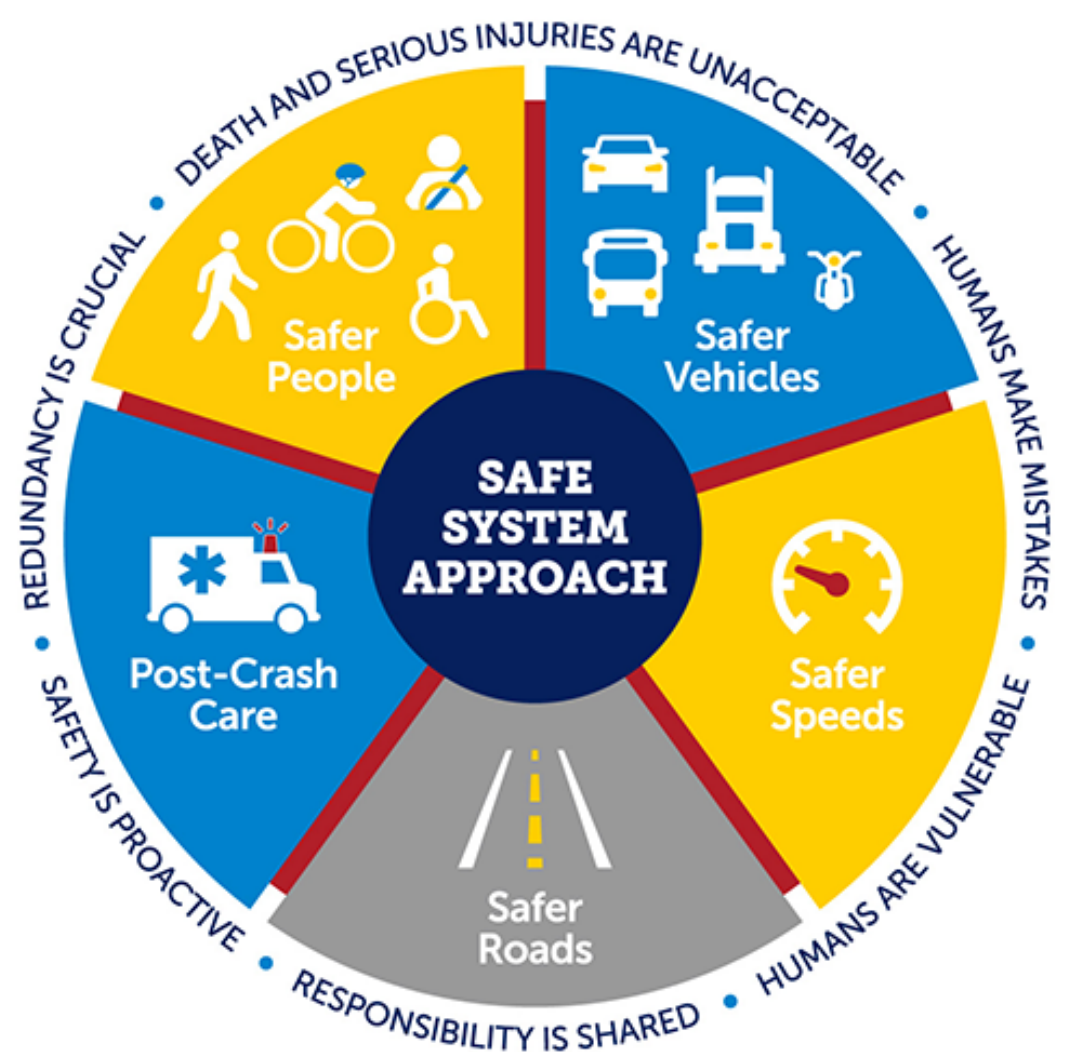 DEATH AND SERIOUS INJURIES ARE UNACCEPTABLE
HUMANS MAKE MISTAKES
HUMANS ARE VULNERABLE
RESPONSIBILITY IS SHARED
SAFETY IS PROACTIVE
REDUNDANCY IS CRUCIAL
Safer
People
Safer
Vehicles
SAFE
SYSTEM
APPROACH
Safer
Speeds
Safer
Roads
Post-Crash
Care